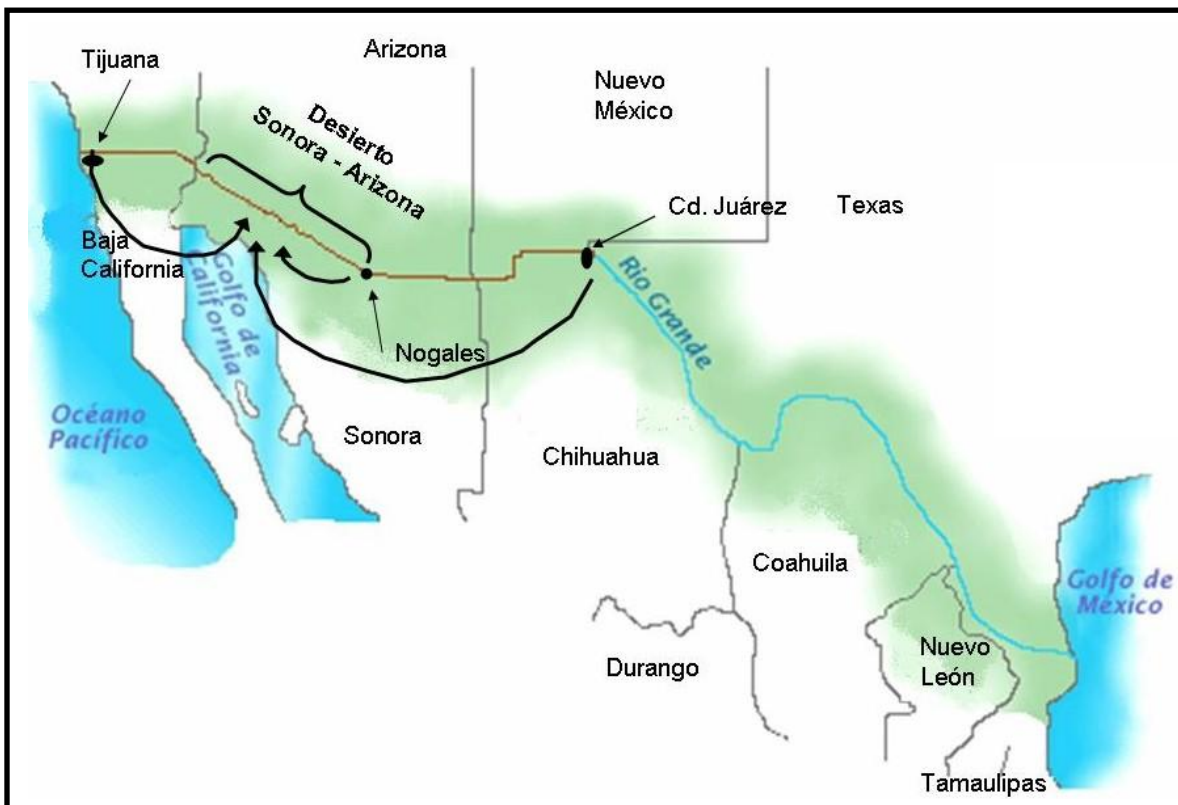 Arizona
Tijuana
Nuevo
México
Desierto
Sonora - Arizona
Cd. Juárez
Texas
Baja
California
Golfo de
California
Rio Grande
Nogales
Océano
Pacífico
Sonora
Chihuahua
Coahuila
Golfo de
México
Durango
Nuevo
León
Tamaulipas